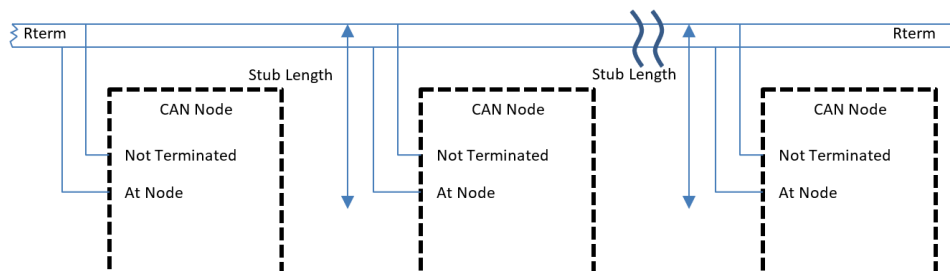 Rterm
Rterm
Stub Length
Stub Length
CAN Node
CAN Node
CAN Node
Not Terminated
Not Terminated
Not Terminated
At Node
At Node
At Node